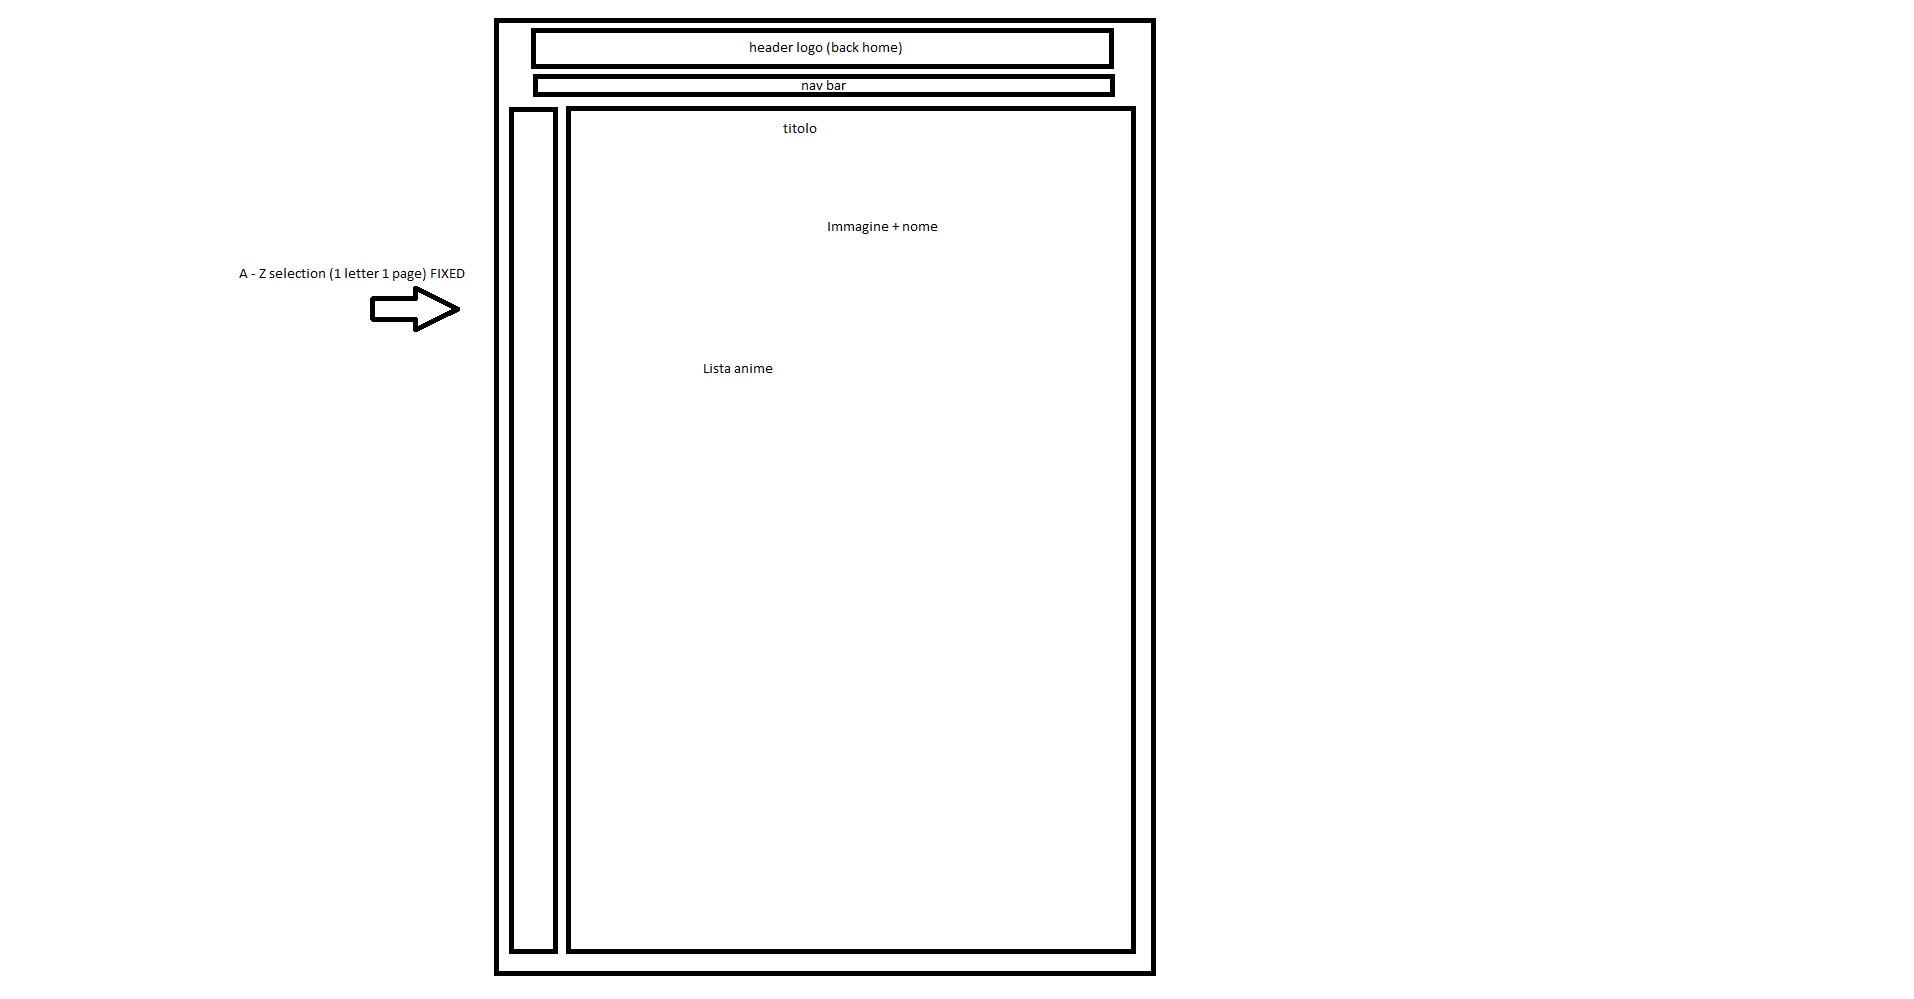 header logo (back home)
nav bar
titolo
Immagine + nome
A - Z selection (1 letter 1 page) FIXED
Lista anime